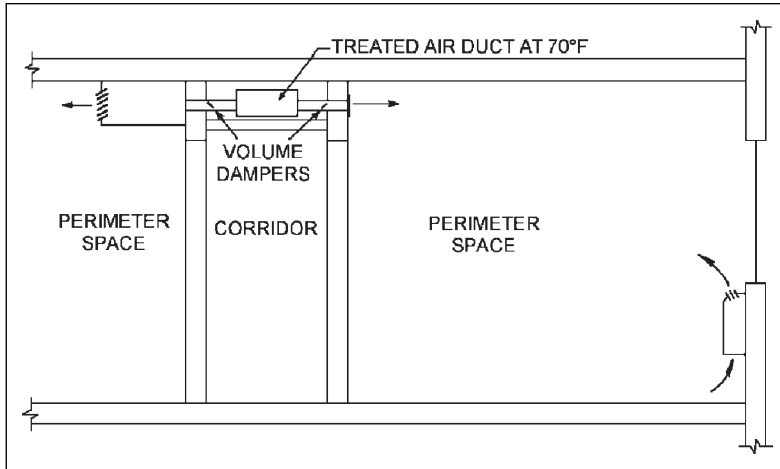 TREATED AIR DUCT AT 70°F
VOLUME
DAMPERS
PERIMETER
SPACE
CORRIDOR
PERIMETER
SPACE